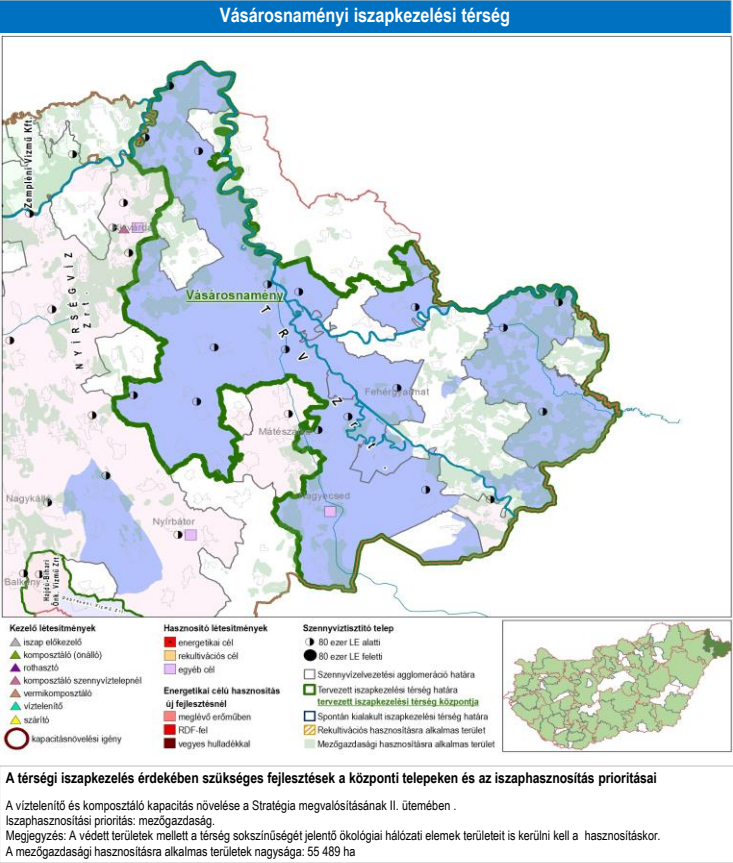 Vásárosnaményi iszapkezelési térség
Zempléni Vízmű Kft.
NYÍRSÉGVÍZ
Zrt.
Vásárosnamény
TRV
Zrt.
Fehérgyarmat
Nagyecsed
Nyírbátor
Balkány
Hajdú-Bihari
Önk. Vízmű Zrt
Kezelő létesítmények
iszap előkezelő
komposztáló (önálló)
rothasztó
komposztáló szennyvíztelepnél
vermikomposztáló
víztelenítő
szárító
kapacitásnövelési igény
Hasznosító létesítmények
energetikai cél
rekultivációs cél
egyéb cél
Energetikai célú hasznosítás
új fejlesztésnél
meglévő erőműben
RDF-fel
vegyes hulladékkal
Szennyvíztisztító telep
80 ezer LE alatti
80 ezer LE feletti
Szennyvízelvezetési agglomeráció határa
Tervezett iszapkezelési térség határa
tervezett iszapkezelési térség központja
Spontán kialakult iszapkezelési térség határa
Rekultivációs hasznosításra alkalmas terület
Mezőgazdasági hasznosításra alkalmas terület
A térségi iszapkezelés érdekében szükséges fejlesztések a központi telepeken és az iszaphasznosítás prioritásai
A víztelenítő és komposztáló kapacitás növelése a Stratégia megvalósításának II. ütemében .
Iszaphasznosítási prioritás: mezőgazdaság.
Megjegyzés: A védett területek mellett a térség sokszínűségét jelentő ökológiai hálózati elemek területeit is kerülni kell a hasznosításkor.
A mezőgazdasági hasznosításra alkalmas területek nagysága: 55 489 ha